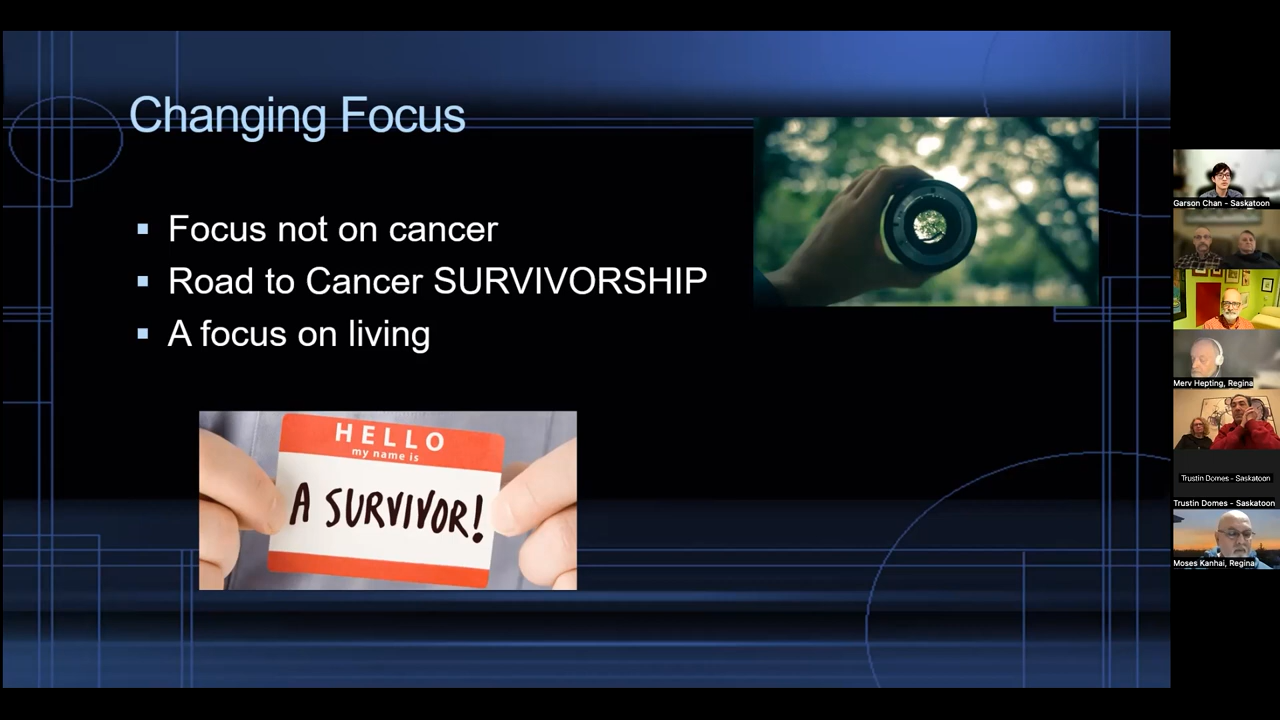 Changing Focus
Focus not on cancer
Road to Cancer SURVIVORSHIP
A focus on living
HELLO
my name is
A SURVIVOR!
Garson Chan - Saskatoon
Merv Hepting, Regina
Trustin Domes - Saskatoon
Trustin Domes - Saskatoon
Moses Kanhai, Regina